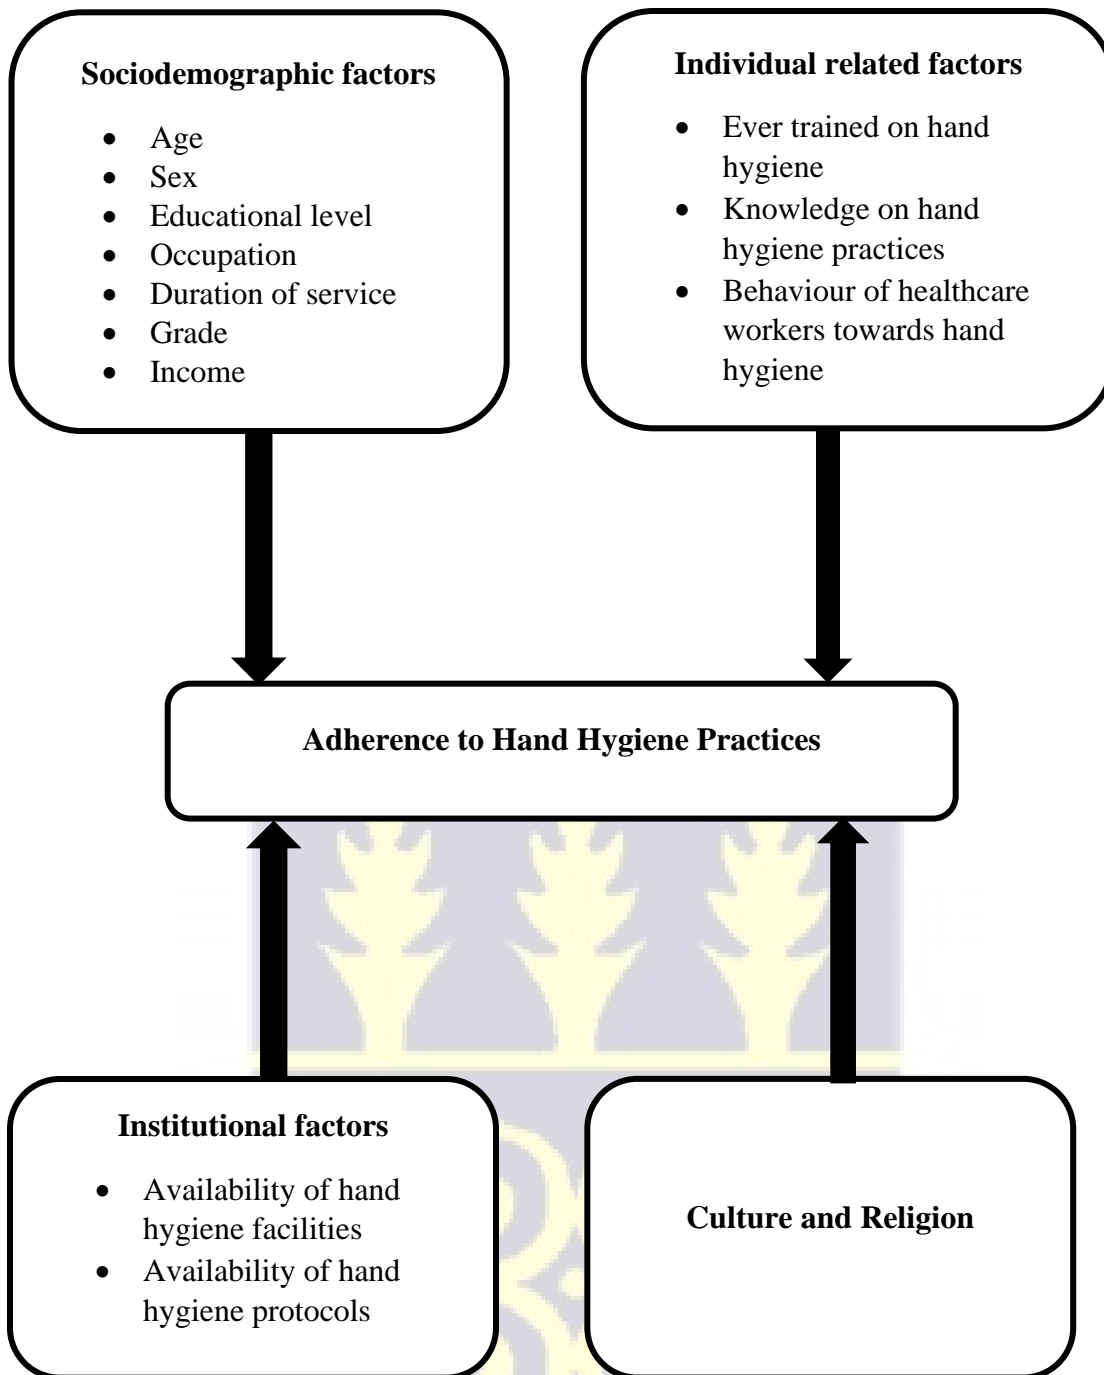 Sociodemographic factors
• Age
• Sex
• Educational level
• Occupation
• Duration of service
• Grade
• Income
Individual related factors
• Ever trained on hand
hygiene
• Knowledge on hand
hygiene practices
• Behaviour of healthcare
workers towards hand
hygiene
Adherence to Hand Hygiene Practices
Institutional factors
• Availability of hand
hygiene facilities
• Availability of hand
hygiene protocols
Culture and Religion